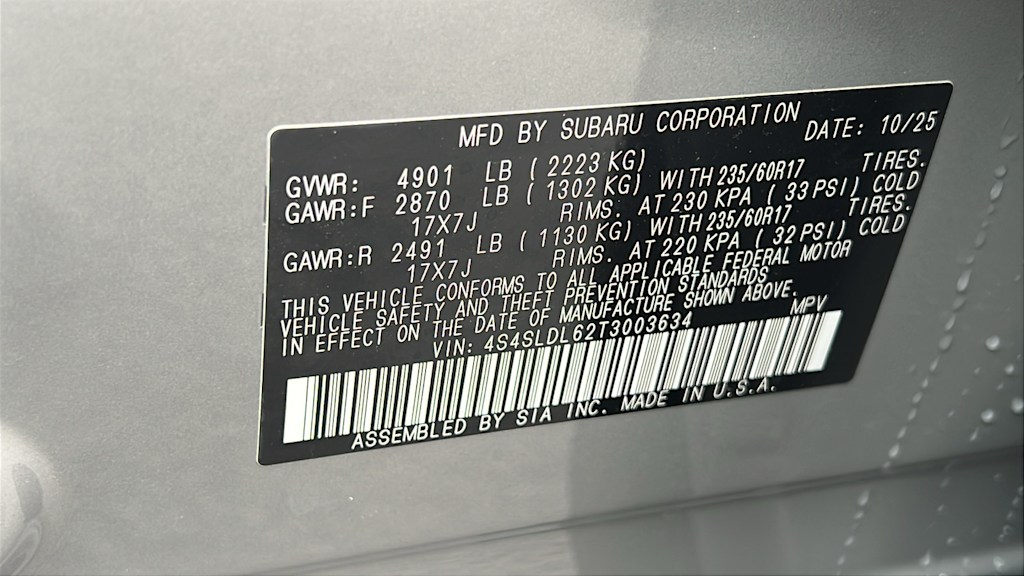 MFD BY SUBARU CORPORATION DATE: 10/25
GVWR: 4901 LB ( 2223 KG)
GAWR:F 2870 LB ( 1302 KG) WITH 235/60R17 TIRES.
17X7J RIMS. AT 230 KPA ( 33 PSI) COLD
GAWR:R 2491 LB ( 1130 KG) WITH 235/60R17 TIRES.
17X7J RIMS. AT 220 KPA ( 32 PSI) COLD
THIS VEHICLE CONFORMS TO ALL APPLICABLE FEDERAL MOTOR
VEHICLE SAFETY AND THEFT PREVENTION STANDARDS
IN EFFECT ON THE DATE OF MANUFACTURE SHOWN ABOVE.
VIN: 4S4SLDL62T3003634 MPV
ASSEMBLED BY SIA INC. MADE IN U.S.A.